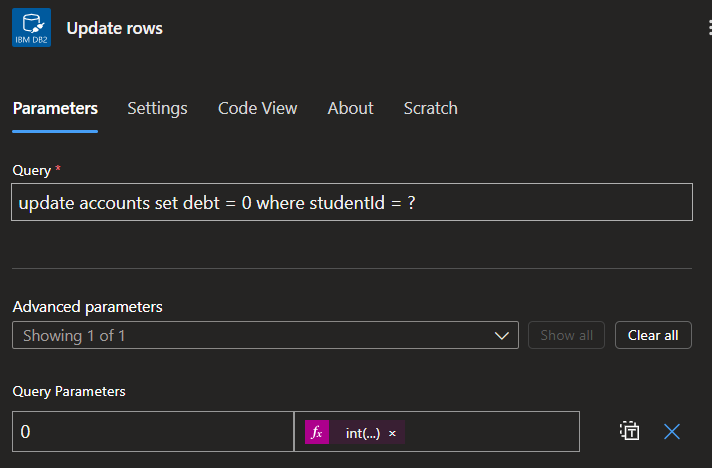 IBM DB2
Update rows
Parameters Settings Code View About Scratch
Query *
update accounts set debt = 0 where studentId = ?
Advanced parameters
Showing 1 of 1 Show all Clear all
Query Parameters
0 fx int(...) × T